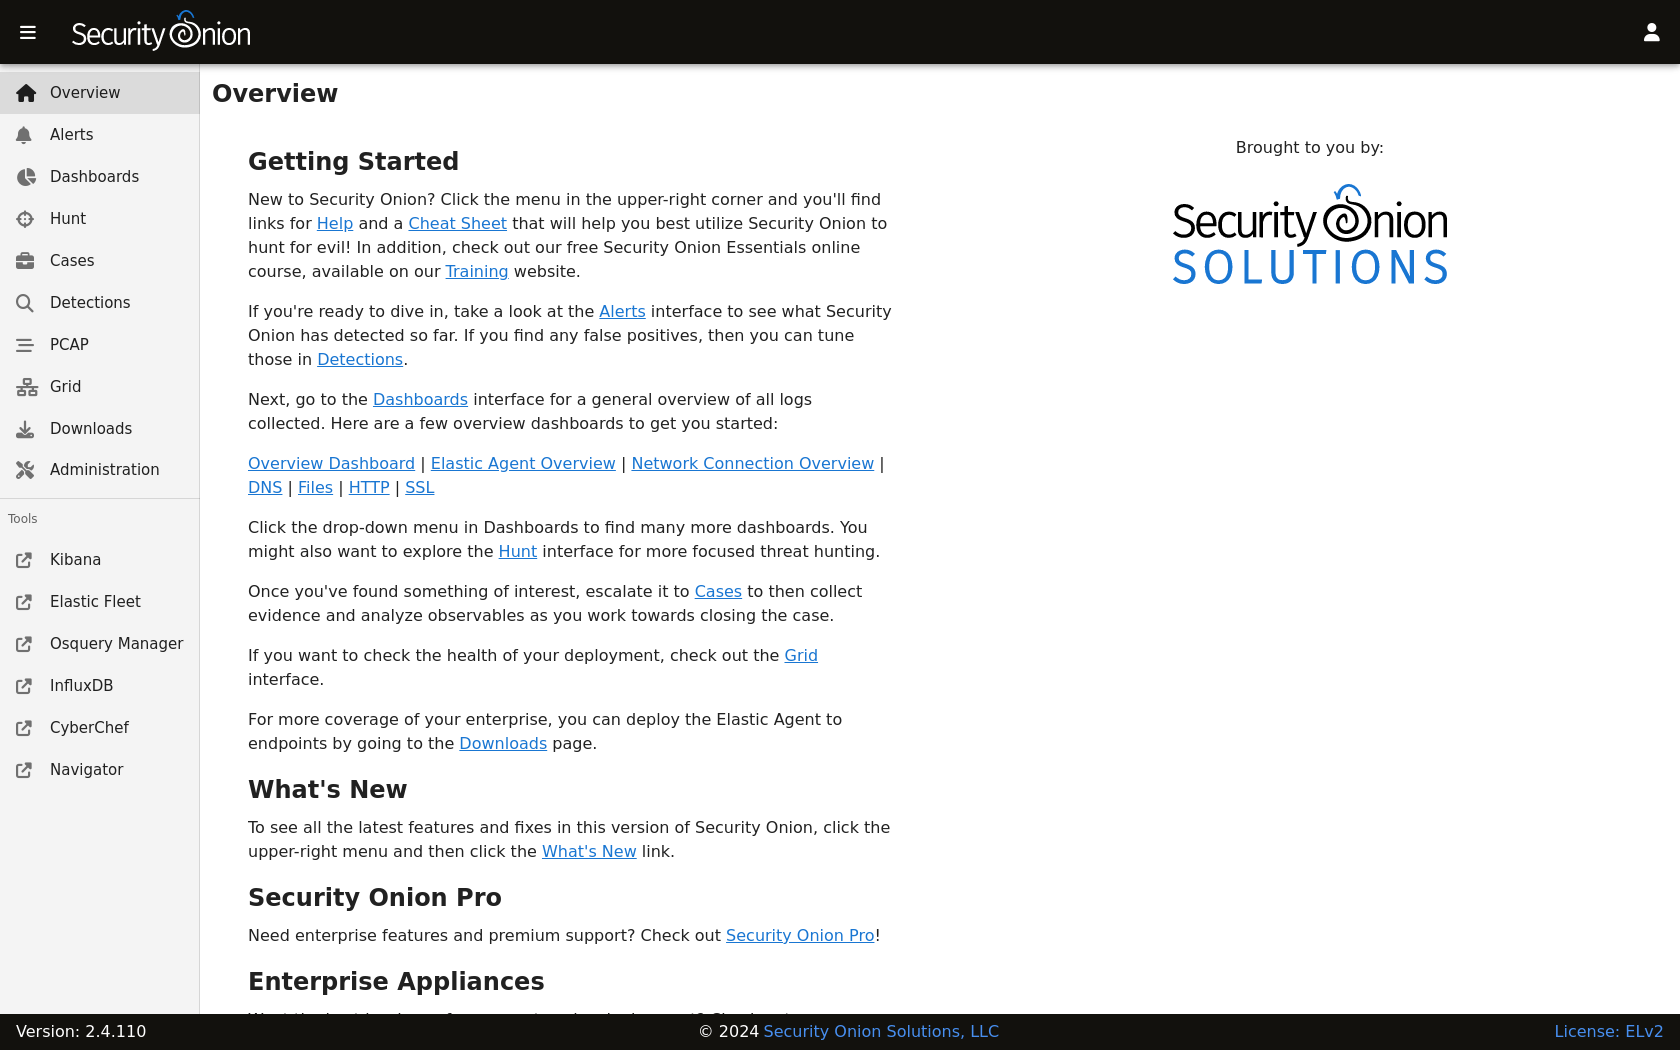 Security Onion
Overview
Alerts
Dashboards
Hunt
Cases
Detections
PCAP
Grid
Downloads
Administration
Tools
Kibana
Elastic Fleet
Osquery Manager
InfluxDB
CyberChef
Navigator
Overview
Getting Started
New to Security Onion? Click the menu in the upper-right corner and you'll find
links for Help and a Cheat Sheet that will help you best utilize Security Onion to
hunt for evil! In addition, check out our free Security Onion Essentials online
course, available on our Training website.
If you're ready to dive in, take a look at the Alerts interface to see what Security
Onion has detected so far. If you find any false positives, then you can tune
those in Detections.
Next, go to the Dashboards interface for a general overview of all logs
collected. Here are a few overview dashboards to get you started:
Overview Dashboard | Elastic Agent Overview | Network Connection Overview |
DNS | Files | HTTP | SSL
Click the drop-down menu in Dashboards to find many more dashboards. You
might also want to explore the Hunt interface for more focused threat hunting.
Once you've found something of interest, escalate it to Cases to then collect
evidence and analyze observables as you work towards closing the case.
If you want to check the health of your deployment, check out the Grid
interface.
For more coverage of your enterprise, you can deploy the Elastic Agent to
endpoints by going to the Downloads page.
What's New
To see all the latest features and fixes in this version of Security Onion, click the
upper-right menu and then click the What's New link.
Security Onion Pro
Need enterprise features and premium support? Check out Security Onion Pro!
Enterprise Appliances
Brought to you by:
Security Onion
SOLUTIONS
Version: 2.4.110
© 2024 Security Onion Solutions, LLC
License: ELv2